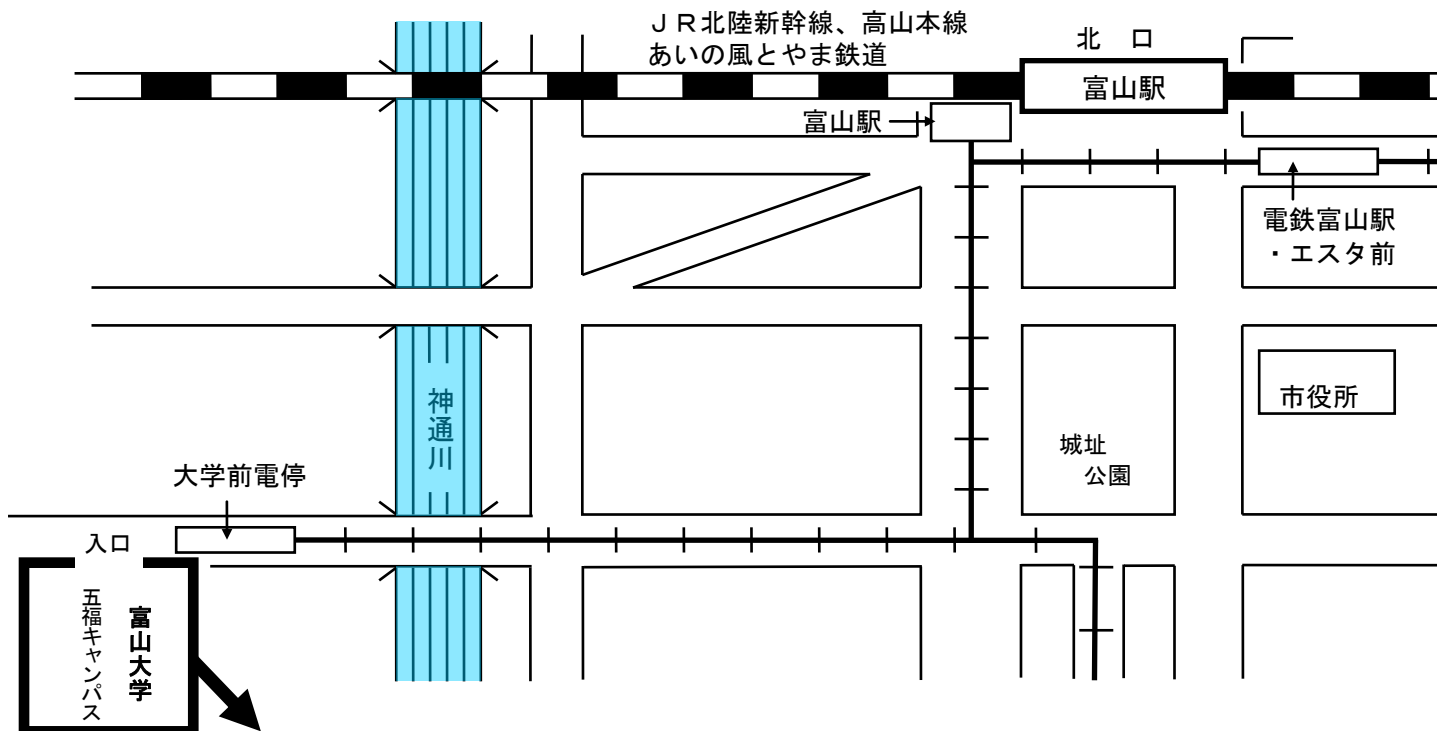 ＪＲ北陸新幹線、高山本線
あいの風とやま鉄道
北　口
富山駅
富山駅
電鉄富山駅
・エスタ前
市役所
神通川
城址
公園
大学前電停
入口
富山大学
五福キャンパス